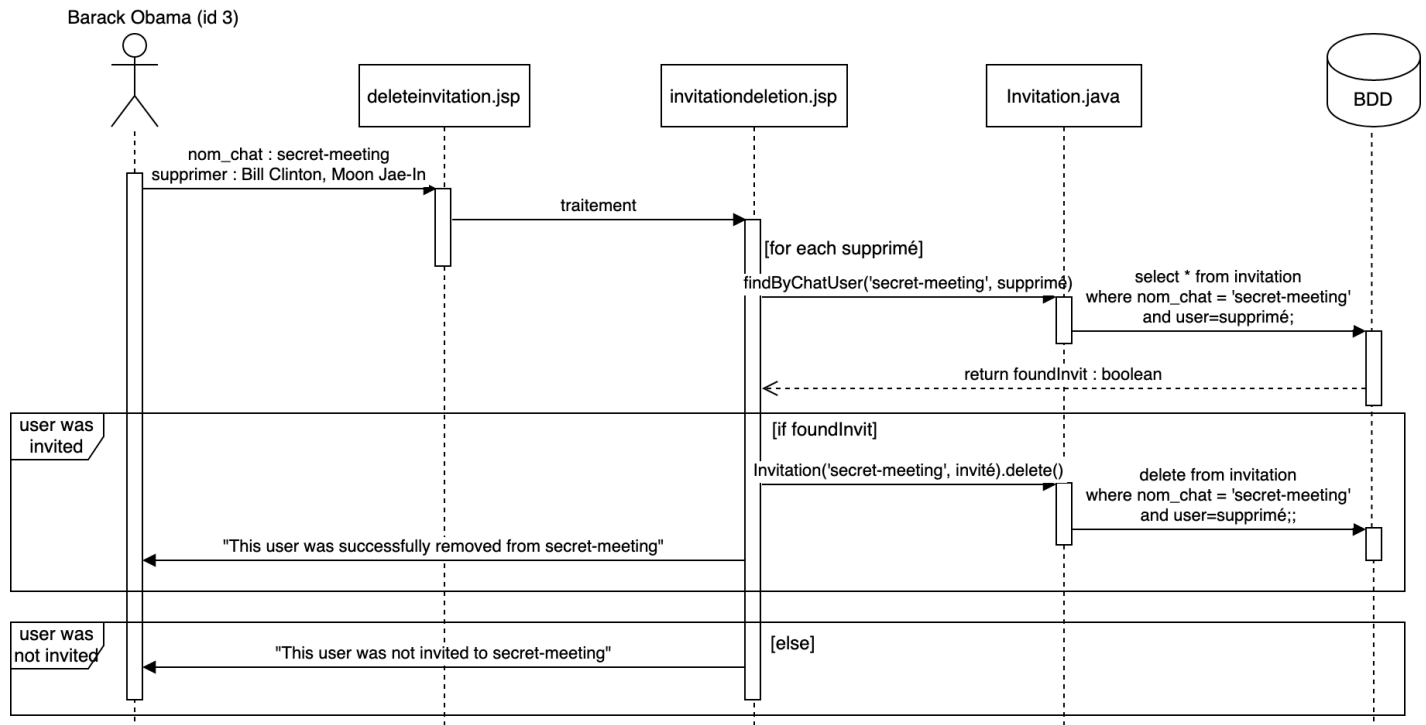 Barack Obama (id 3)
deleteinvitation.jsp
invitationdeletion.jsp
Invitation.java
BDD
nom_chat : secret-meeting
supprimer : Bill Clinton, Moon Jae-In
traitement
[for each supprimé]
findByChatUser('secret-meeting', supprimé)
select * from invitation
where nom_chat = 'secret-meeting'
and user=supprimé;
return foundInvit : boolean
user was
invited
[if foundInvit]
Invitation('secret-meeting', invité).delete()
delete from invitation
where nom_chat = 'secret-meeting'
and user=supprimé;;
"This user was successfully removed from secret-meeting"
user was
not invited
[else]
"This user was not invited to secret-meeting"